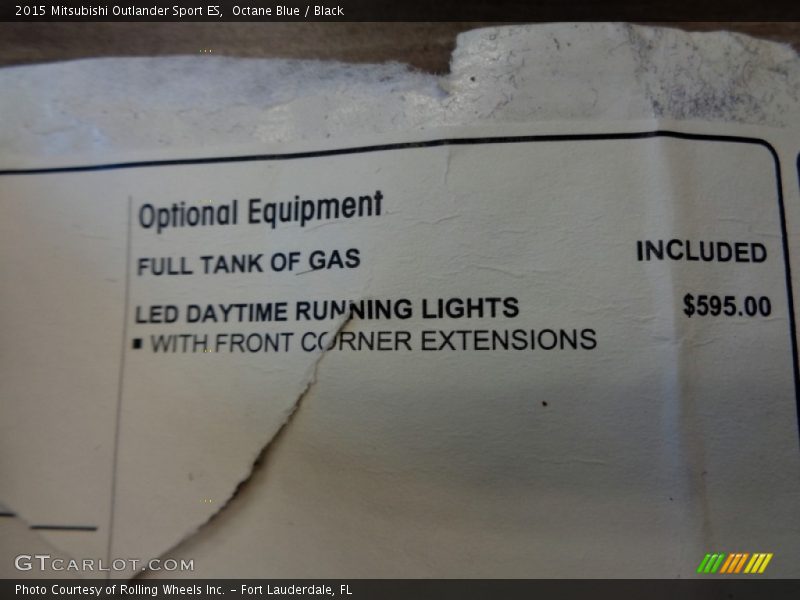 2015 Mitsubishi Outlander Sport ES,  Octane Blue / Black
Optional Equipment
FULL TANK OF GAS INCLUDED
LED DAYTIME RUNNING LIGHTS $595.00
▪ WITH FRONT CORNER EXTENSIONS
GTCARLOT.COM
Photo Courtesy of Rolling Wheels Inc. – Fort Lauderdale, FL